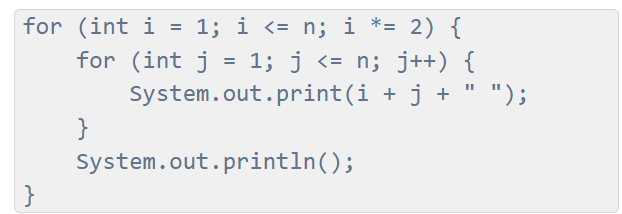 for (int i = 1; i <= n; i *= 2) {
    for (int j = 1; j <= n; j++) {
        System.out.print(i + j + " ");
    }
    System.out.println();
}